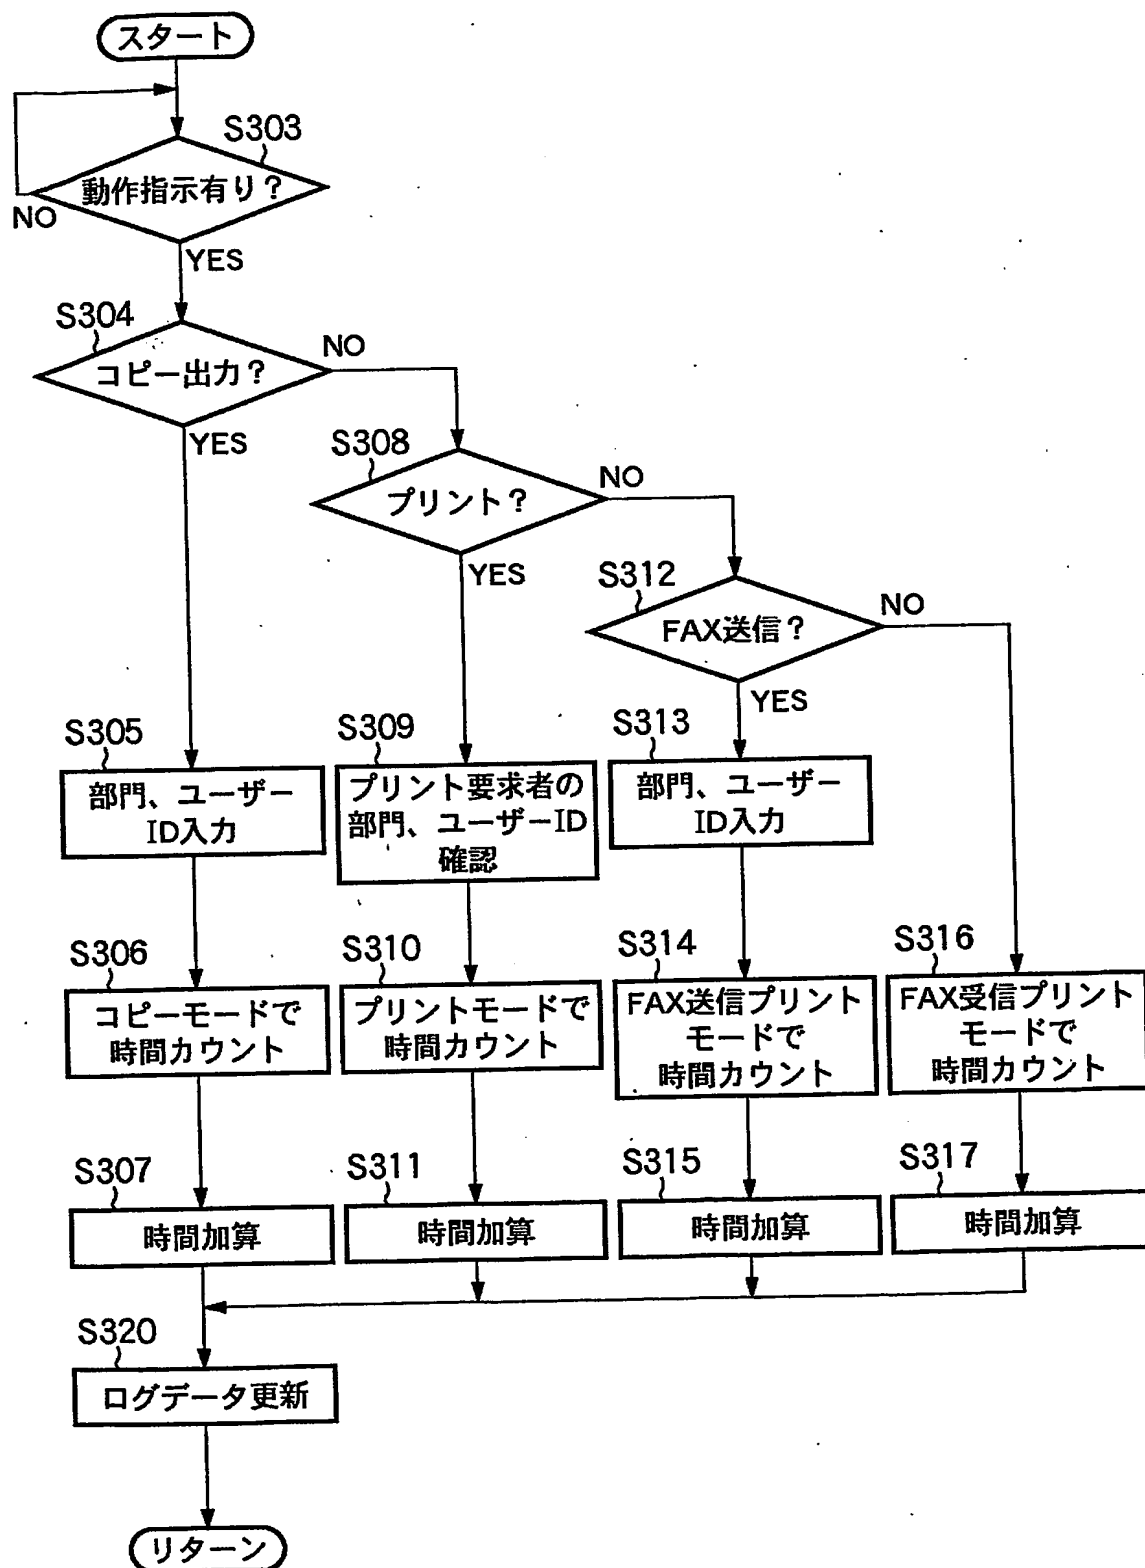 スタート
S303
動作指示有り?
NO
YES
S304
コピー出力?
NO
YES
S308
プリント?
NO
YES
S312
FAX送信?
NO
YES
S305
部門、ユーザー
ID入力
S309
プリント要求者の
部門、ユーザーID
確認
S313
部門、ユーザー
ID入力
S306
コピーモードで
時間カウント
S310
プリントモードで
時間カウント
S314
FAX送信プリント
モードで
時間カウント
S316
FAX受信プリント
モードで
時間カウント
S307
時間加算
S311
時間加算
S315
時間加算
S317
時間加算
S320
ログデータ更新
リターン